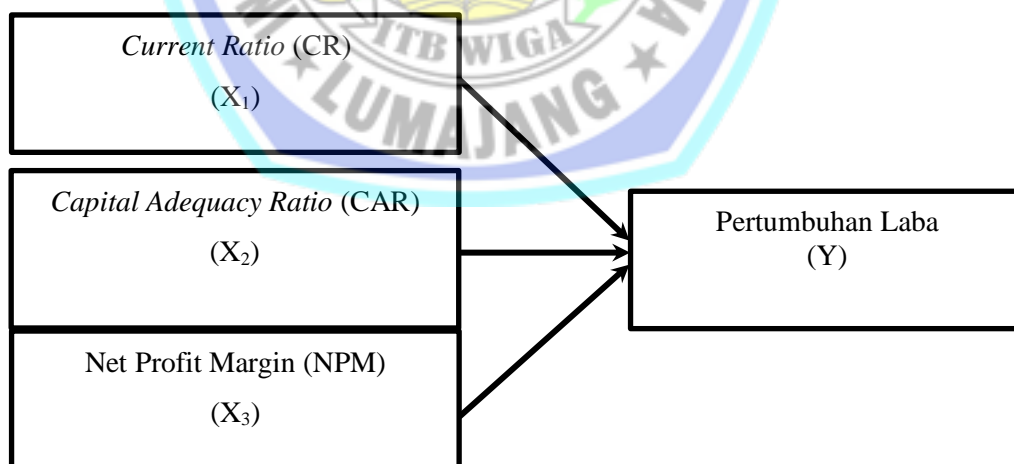 ITB WIGA
LUMAJANG
Current Ratio (CR)
(X₁)
Capital Adequacy Ratio (CAR)
(X₂)
Net Profit Margin (NPM)
(X₃)
Pertumbuhan Laba
(Y)